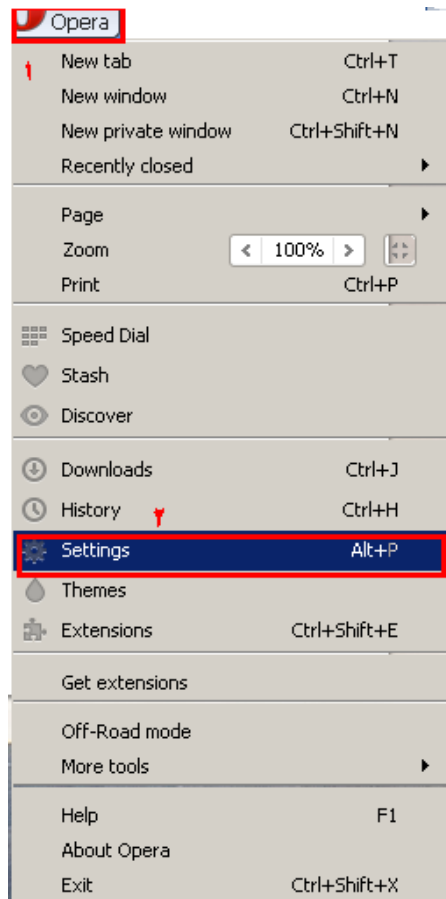 Opera
۱
New tab Ctrl+T
New window Ctrl+N
New private window Ctrl+Shift+N
Recently closed
Page
Zoom < 100% >
Print Ctrl+P
Speed Dial
Stash
Discover
Downloads Ctrl+J
History Ctrl+H
۲
Settings Alt+P
Themes
Extensions Ctrl+Shift+E
Get extensions
Off-Road mode
More tools
Help F1
About Opera
Exit Ctrl+Shift+X